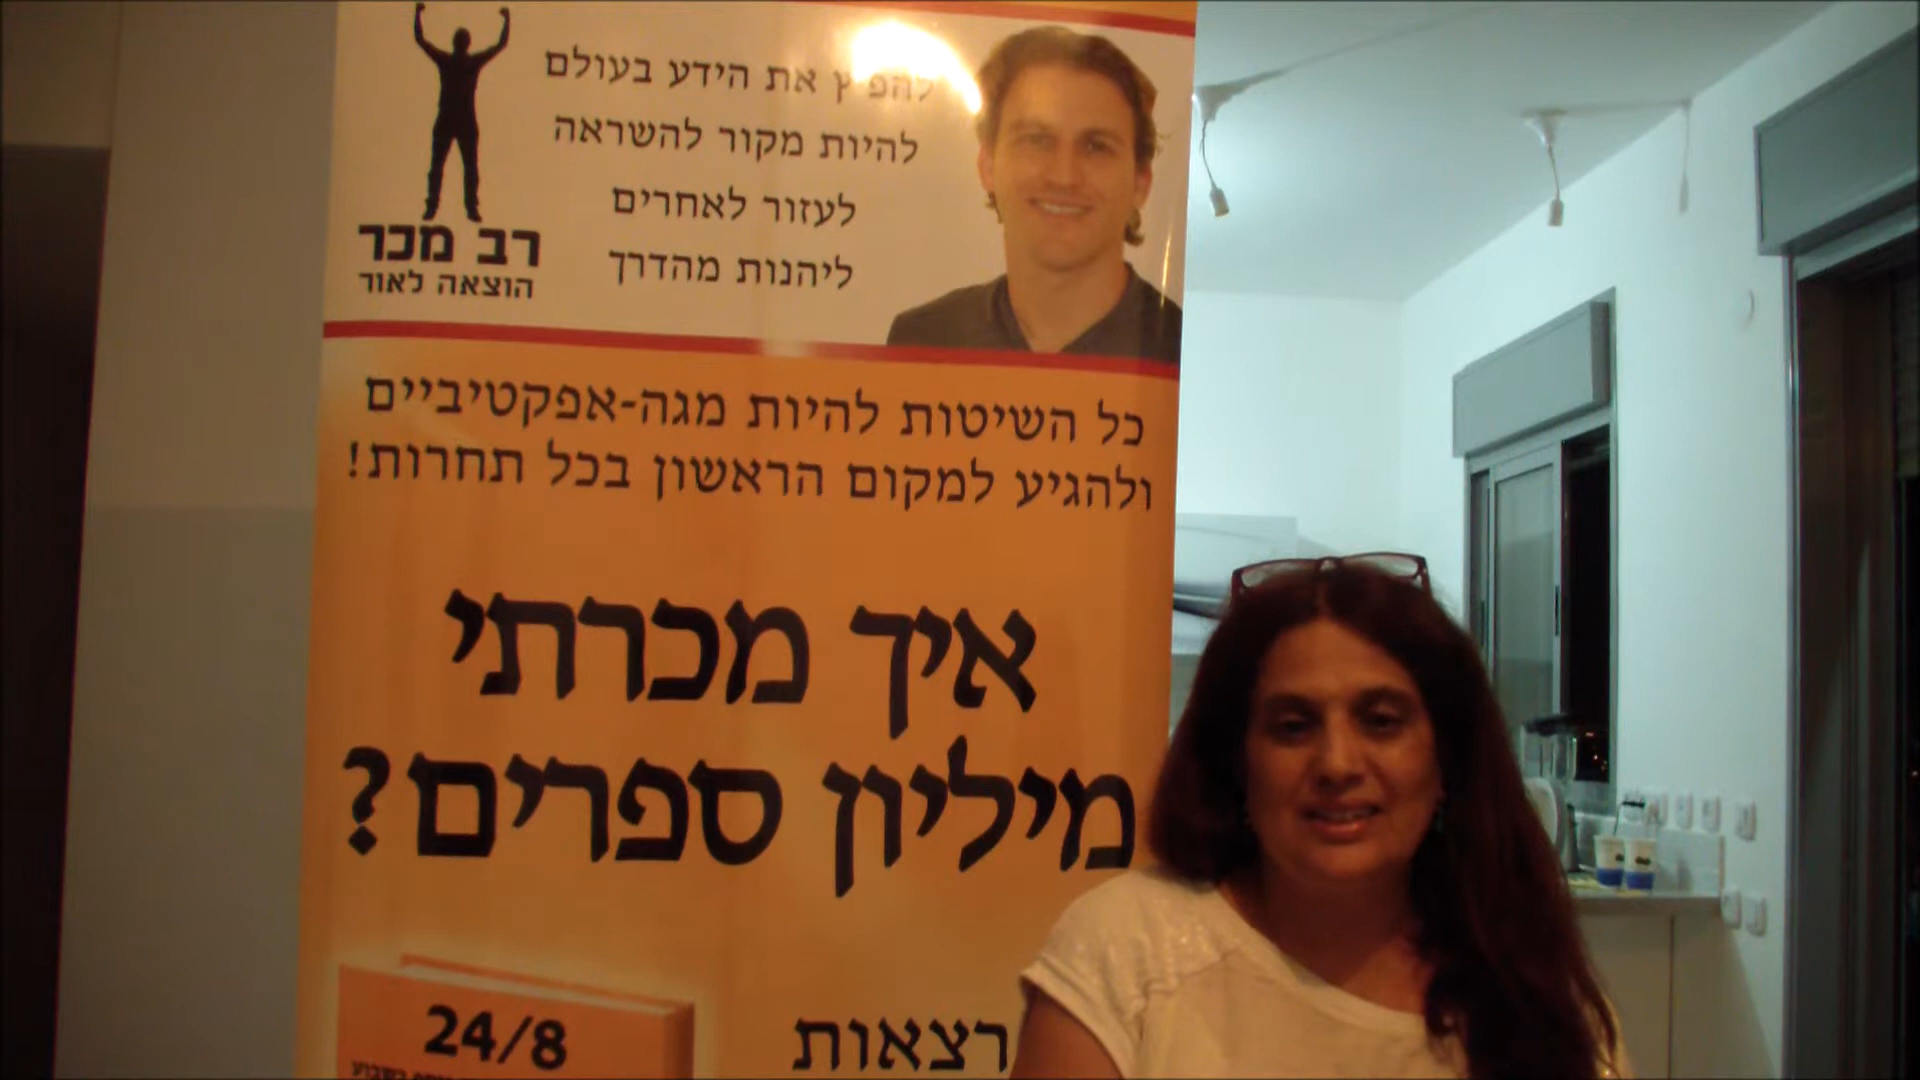 להפיץ את הידע בעולם
להיות מקור להשראה
לעזור לאחרים
ליהנות מהדרך
רב מכר
הוצאה לאור
כל השיטות להיות מגה-אפקטיביים
ולהגיע למקום הראשון בכל תחרות!
איך מכרתי
מיליון ספרים?
24/8
רצאות